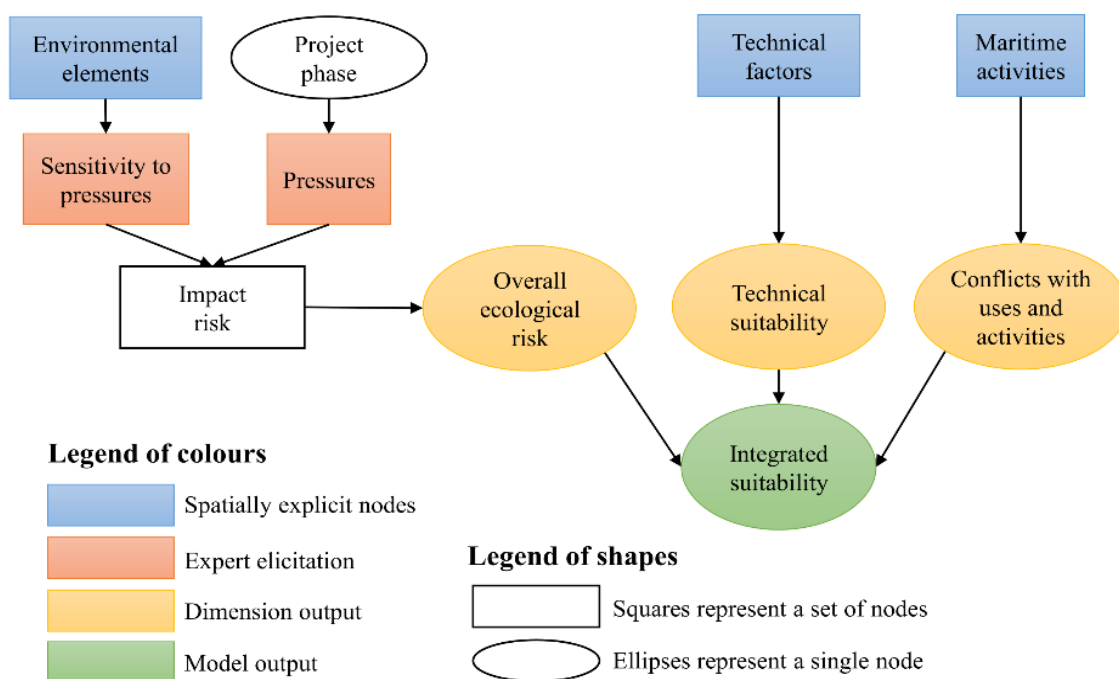 Environmental
elements
Project
phase
Technical
factors
Maritime
activities
Sensitivity to
pressures
Pressures
Impact
risk
Overall
ecological
risk
Technical
suitability
Conflicts with
uses and
activities
Integrated
suitability
Legend of colours
Spatially explicit nodes
Expert elicitation
Dimension output
Model output
Legend of shapes
Squares represent a set of nodes
Ellipses represent a single node